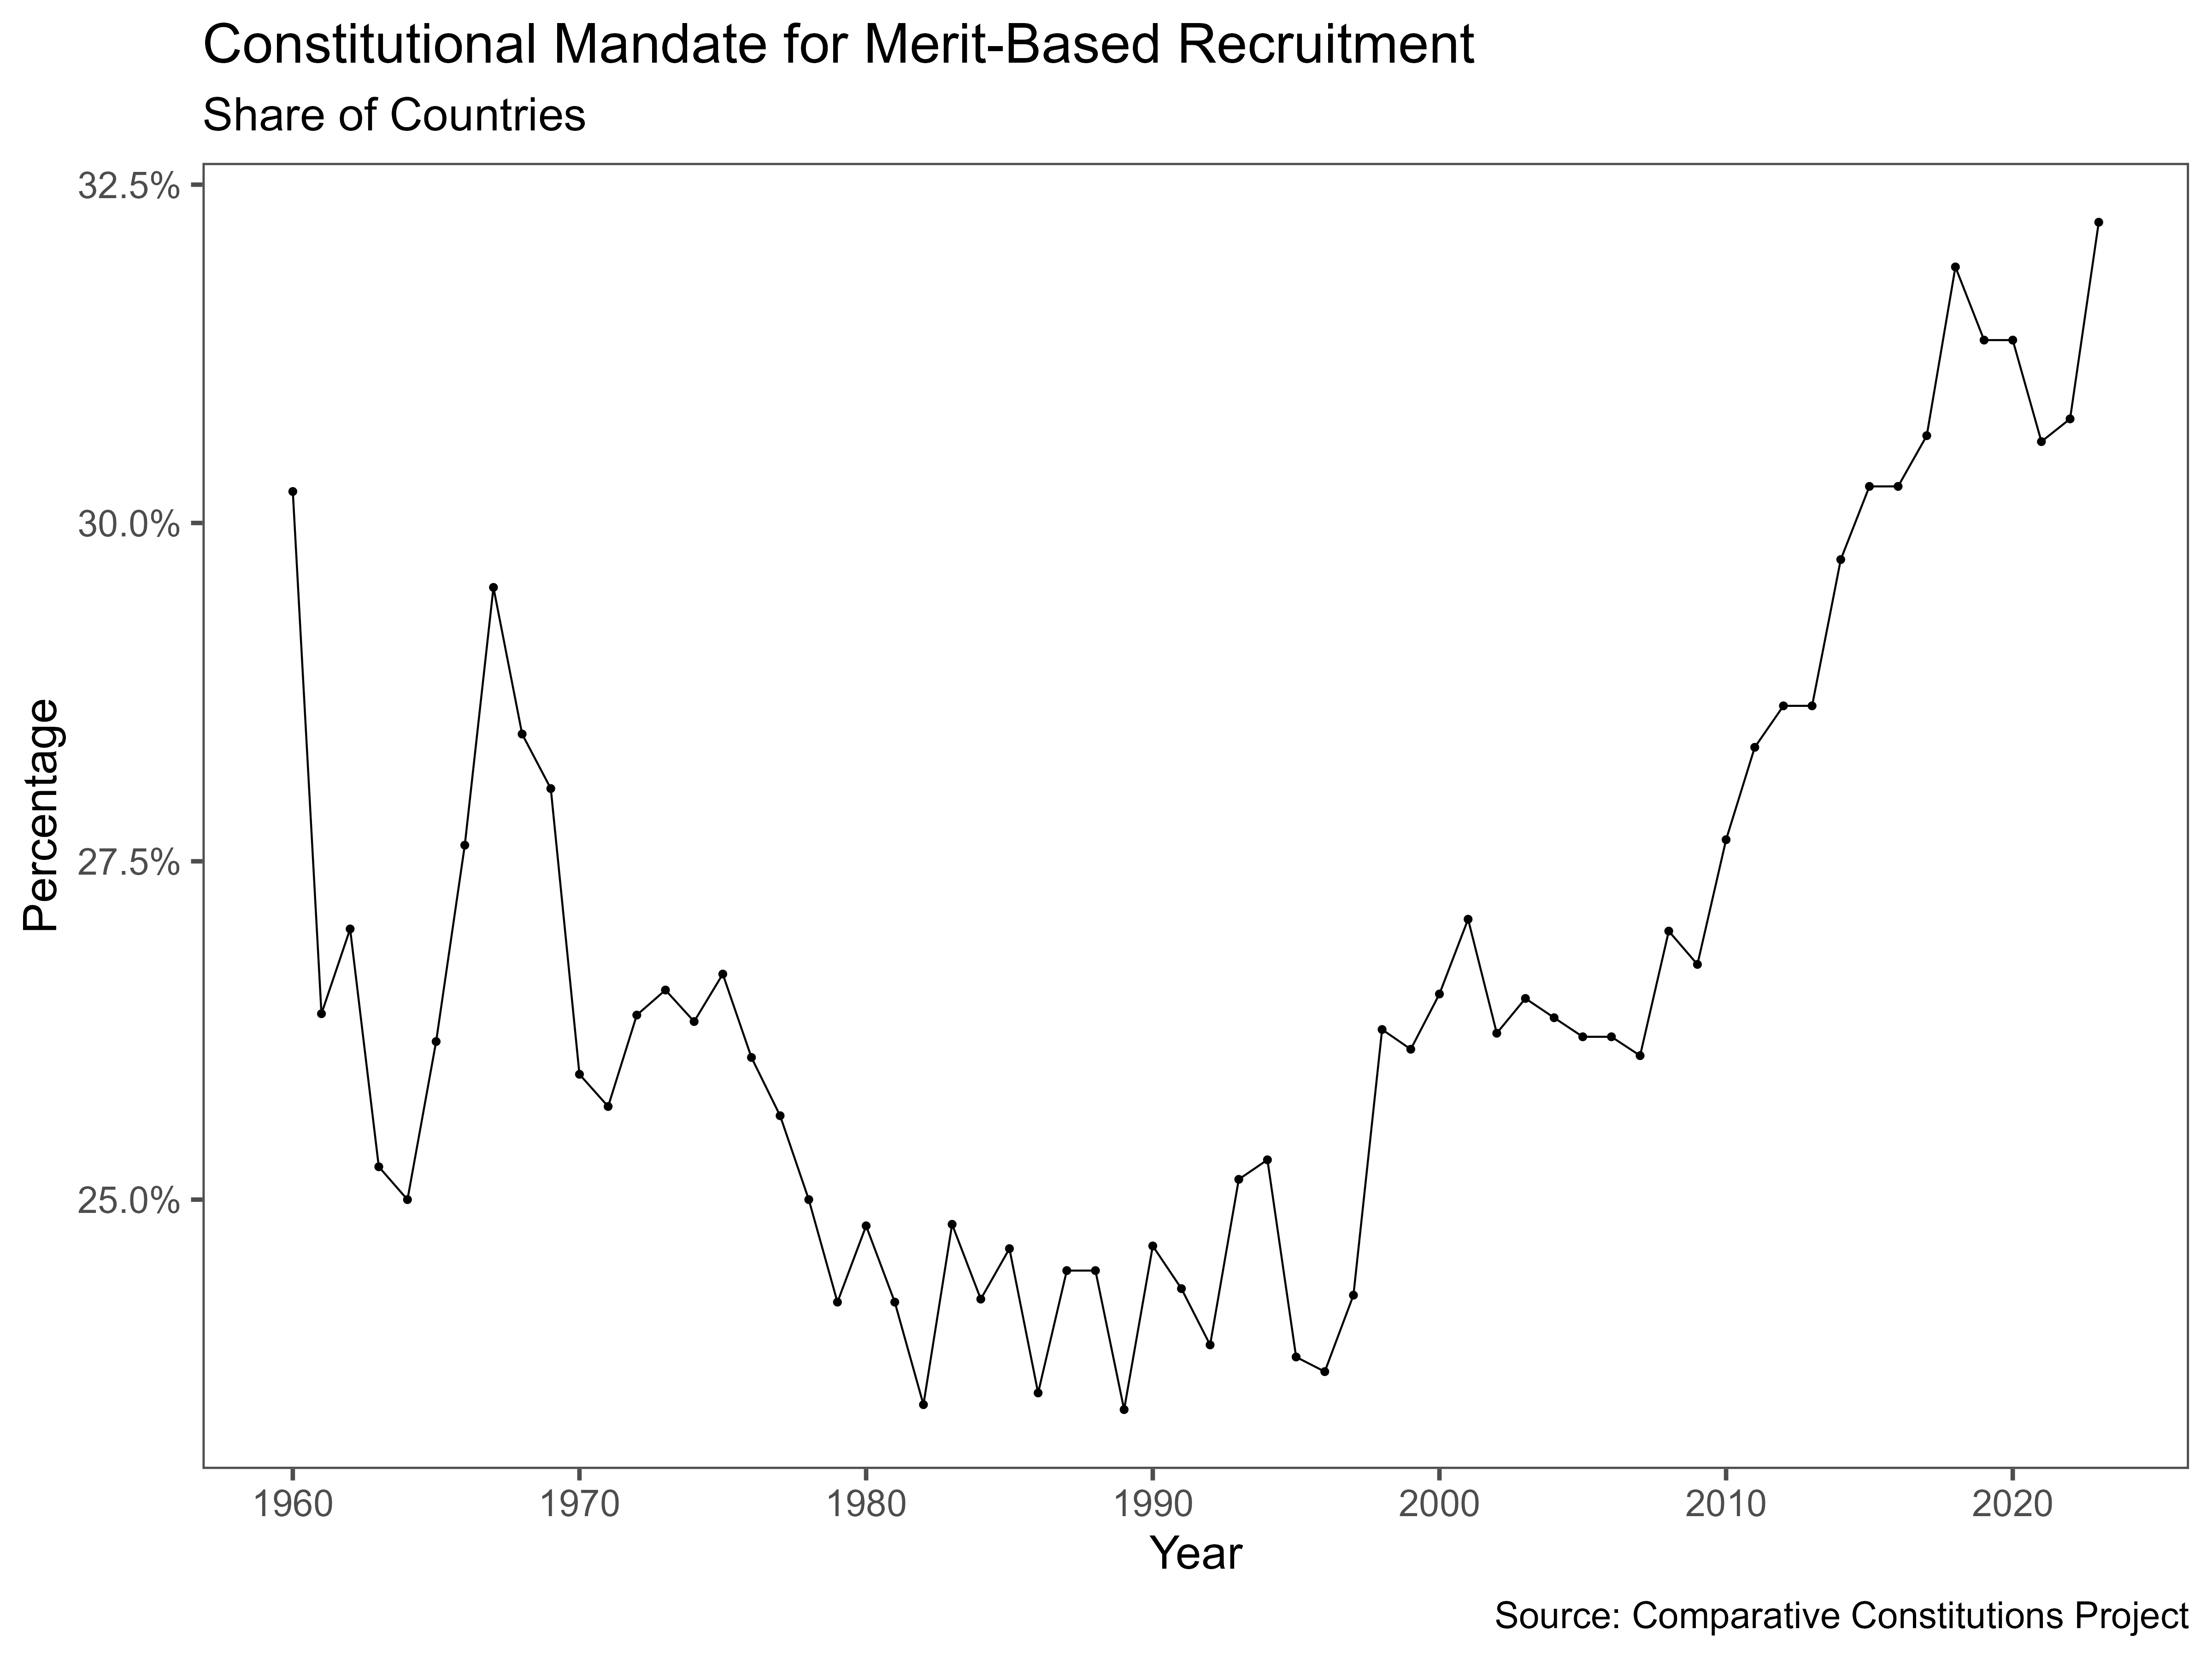 Constitutional Mandate for Merit-Based Recruitment
Share of Countries
32.5%
30.0%
27.5%
25.0%
Percentage
1960 1970 1980 1990 2000 2010 2020
Year
Source: Comparative Constitutions Project